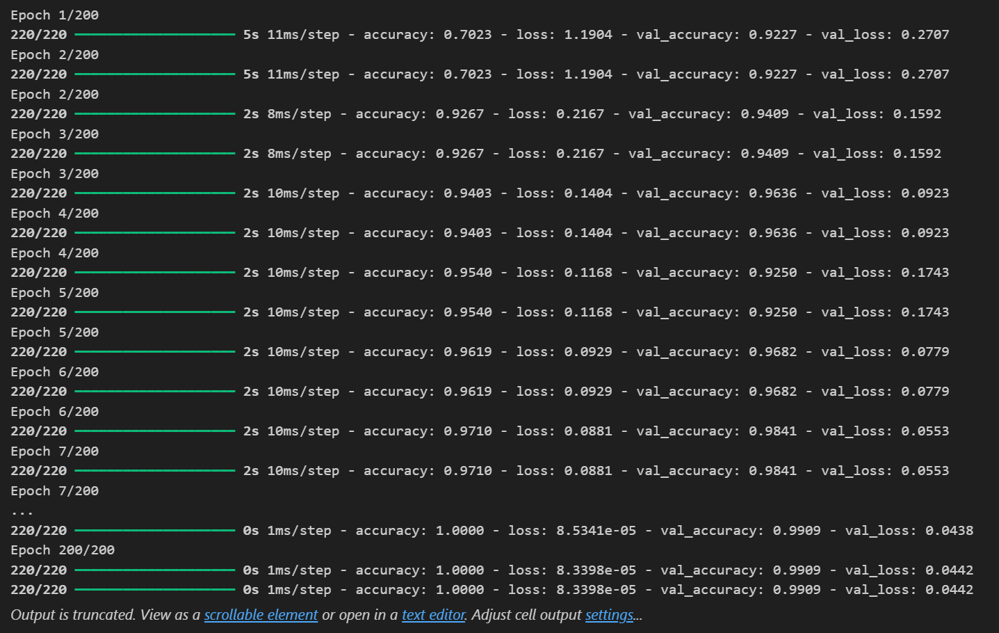 Epoch 1/200
220/220 ━━━━━━━━━━━━━━━━━━━━ 5s 11ms/step - accuracy: 0.7023 - loss: 1.1904 - val_accuracy: 0.9227 - val_loss: 0.2707
Epoch 2/200
220/220 ━━━━━━━━━━━━━━━━━━━━ 5s 11ms/step - accuracy: 0.7023 - loss: 1.1904 - val_accuracy: 0.9227 - val_loss: 0.2707
Epoch 2/200
220/220 ━━━━━━━━━━━━━━━━━━━━ 2s 8ms/step - accuracy: 0.9267 - loss: 0.2167 - val_accuracy: 0.9409 - val_loss: 0.1592
Epoch 3/200
220/220 ━━━━━━━━━━━━━━━━━━━━ 2s 8ms/step - accuracy: 0.9267 - loss: 0.2167 - val_accuracy: 0.9409 - val_loss: 0.1592
Epoch 3/200
220/220 ━━━━━━━━━━━━━━━━━━━━ 2s 10ms/step - accuracy: 0.9403 - loss: 0.1404 - val_accuracy: 0.9636 - val_loss: 0.0923
Epoch 4/200
220/220 ━━━━━━━━━━━━━━━━━━━━ 2s 10ms/step - accuracy: 0.9403 - loss: 0.1404 - val_accuracy: 0.9636 - val_loss: 0.0923
Epoch 4/200
220/220 ━━━━━━━━━━━━━━━━━━━━ 2s 10ms/step - accuracy: 0.9540 - loss: 0.1168 - val_accuracy: 0.9250 - val_loss: 0.1743
Epoch 5/200
220/220 ━━━━━━━━━━━━━━━━━━━━ 2s 10ms/step - accuracy: 0.9540 - loss: 0.1168 - val_accuracy: 0.9250 - val_loss: 0.1743
Epoch 5/200
220/220 ━━━━━━━━━━━━━━━━━━━━ 2s 10ms/step - accuracy: 0.9619 - loss: 0.0929 - val_accuracy: 0.9682 - val_loss: 0.0779
Epoch 6/200
220/220 ━━━━━━━━━━━━━━━━━━━━ 2s 10ms/step - accuracy: 0.9619 - loss: 0.0929 - val_accuracy: 0.9682 - val_loss: 0.0779
Epoch 6/200
220/220 ━━━━━━━━━━━━━━━━━━━━ 2s 10ms/step - accuracy: 0.9710 - loss: 0.0881 - val_accuracy: 0.9841 - val_loss: 0.0553
Epoch 7/200
220/220 ━━━━━━━━━━━━━━━━━━━━ 2s 10ms/step - accuracy: 0.9710 - loss: 0.0881 - val_accuracy: 0.9841 - val_loss: 0.0553
Epoch 7/200
...
220/220 ━━━━━━━━━━━━━━━━━━━━ 0s 1ms/step - accuracy: 1.0000 - loss: 8.5341e-05 - val_accuracy: 0.9909 - val_loss: 0.0438
Epoch 200/200
220/220 ━━━━━━━━━━━━━━━━━━━━ 0s 1ms/step - accuracy: 1.0000 - loss: 8.3398e-05 - val_accuracy: 0.9909 - val_loss: 0.0442
220/220 ━━━━━━━━━━━━━━━━━━━━ 0s 1ms/step - accuracy: 1.0000 - loss: 8.3398e-05 - val_accuracy: 0.9909 - val_loss: 0.0442
Output is truncated. View as a scrollable element or open in a text editor. Adjust cell output settings...